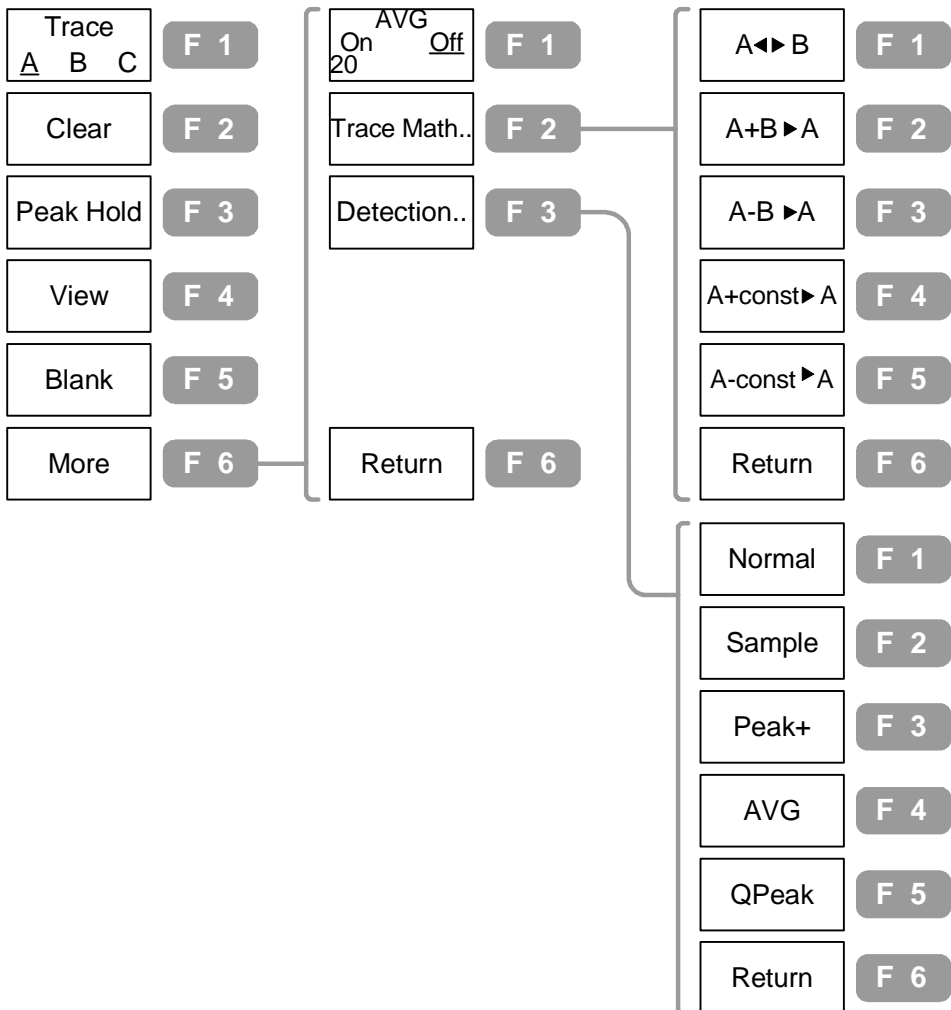 Trace
A B C
F 1
Clear
F 2
Peak Hold
F 3
View
F 4
Blank
F 5
More
F 6
AVG
On Off
20
F 1
Trace Math..
F 2
Detection..
F 3
Return
F 6
A◀▶B
F 1
A+B▶A
F 2
A-B ▶A
F 3
A+const▶A
F 4
A-const▶A
F 5
Return
F 6
Normal
F 1
Sample
F 2
Peak+
F 3
AVG
F 4
QPeak
F 5
Return
F 6